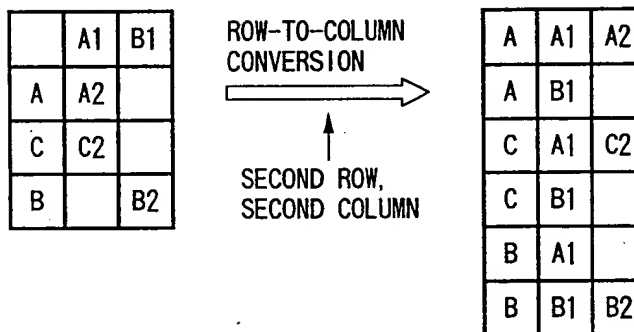 A1 B1
A A2
C C2
B B2
ROW-TO-COLUMN
CONVERSION
SECOND ROW,
SECOND COLUMN
A A1 A2
A B1
C A1 C2
C B1
B A1
B B1 B2